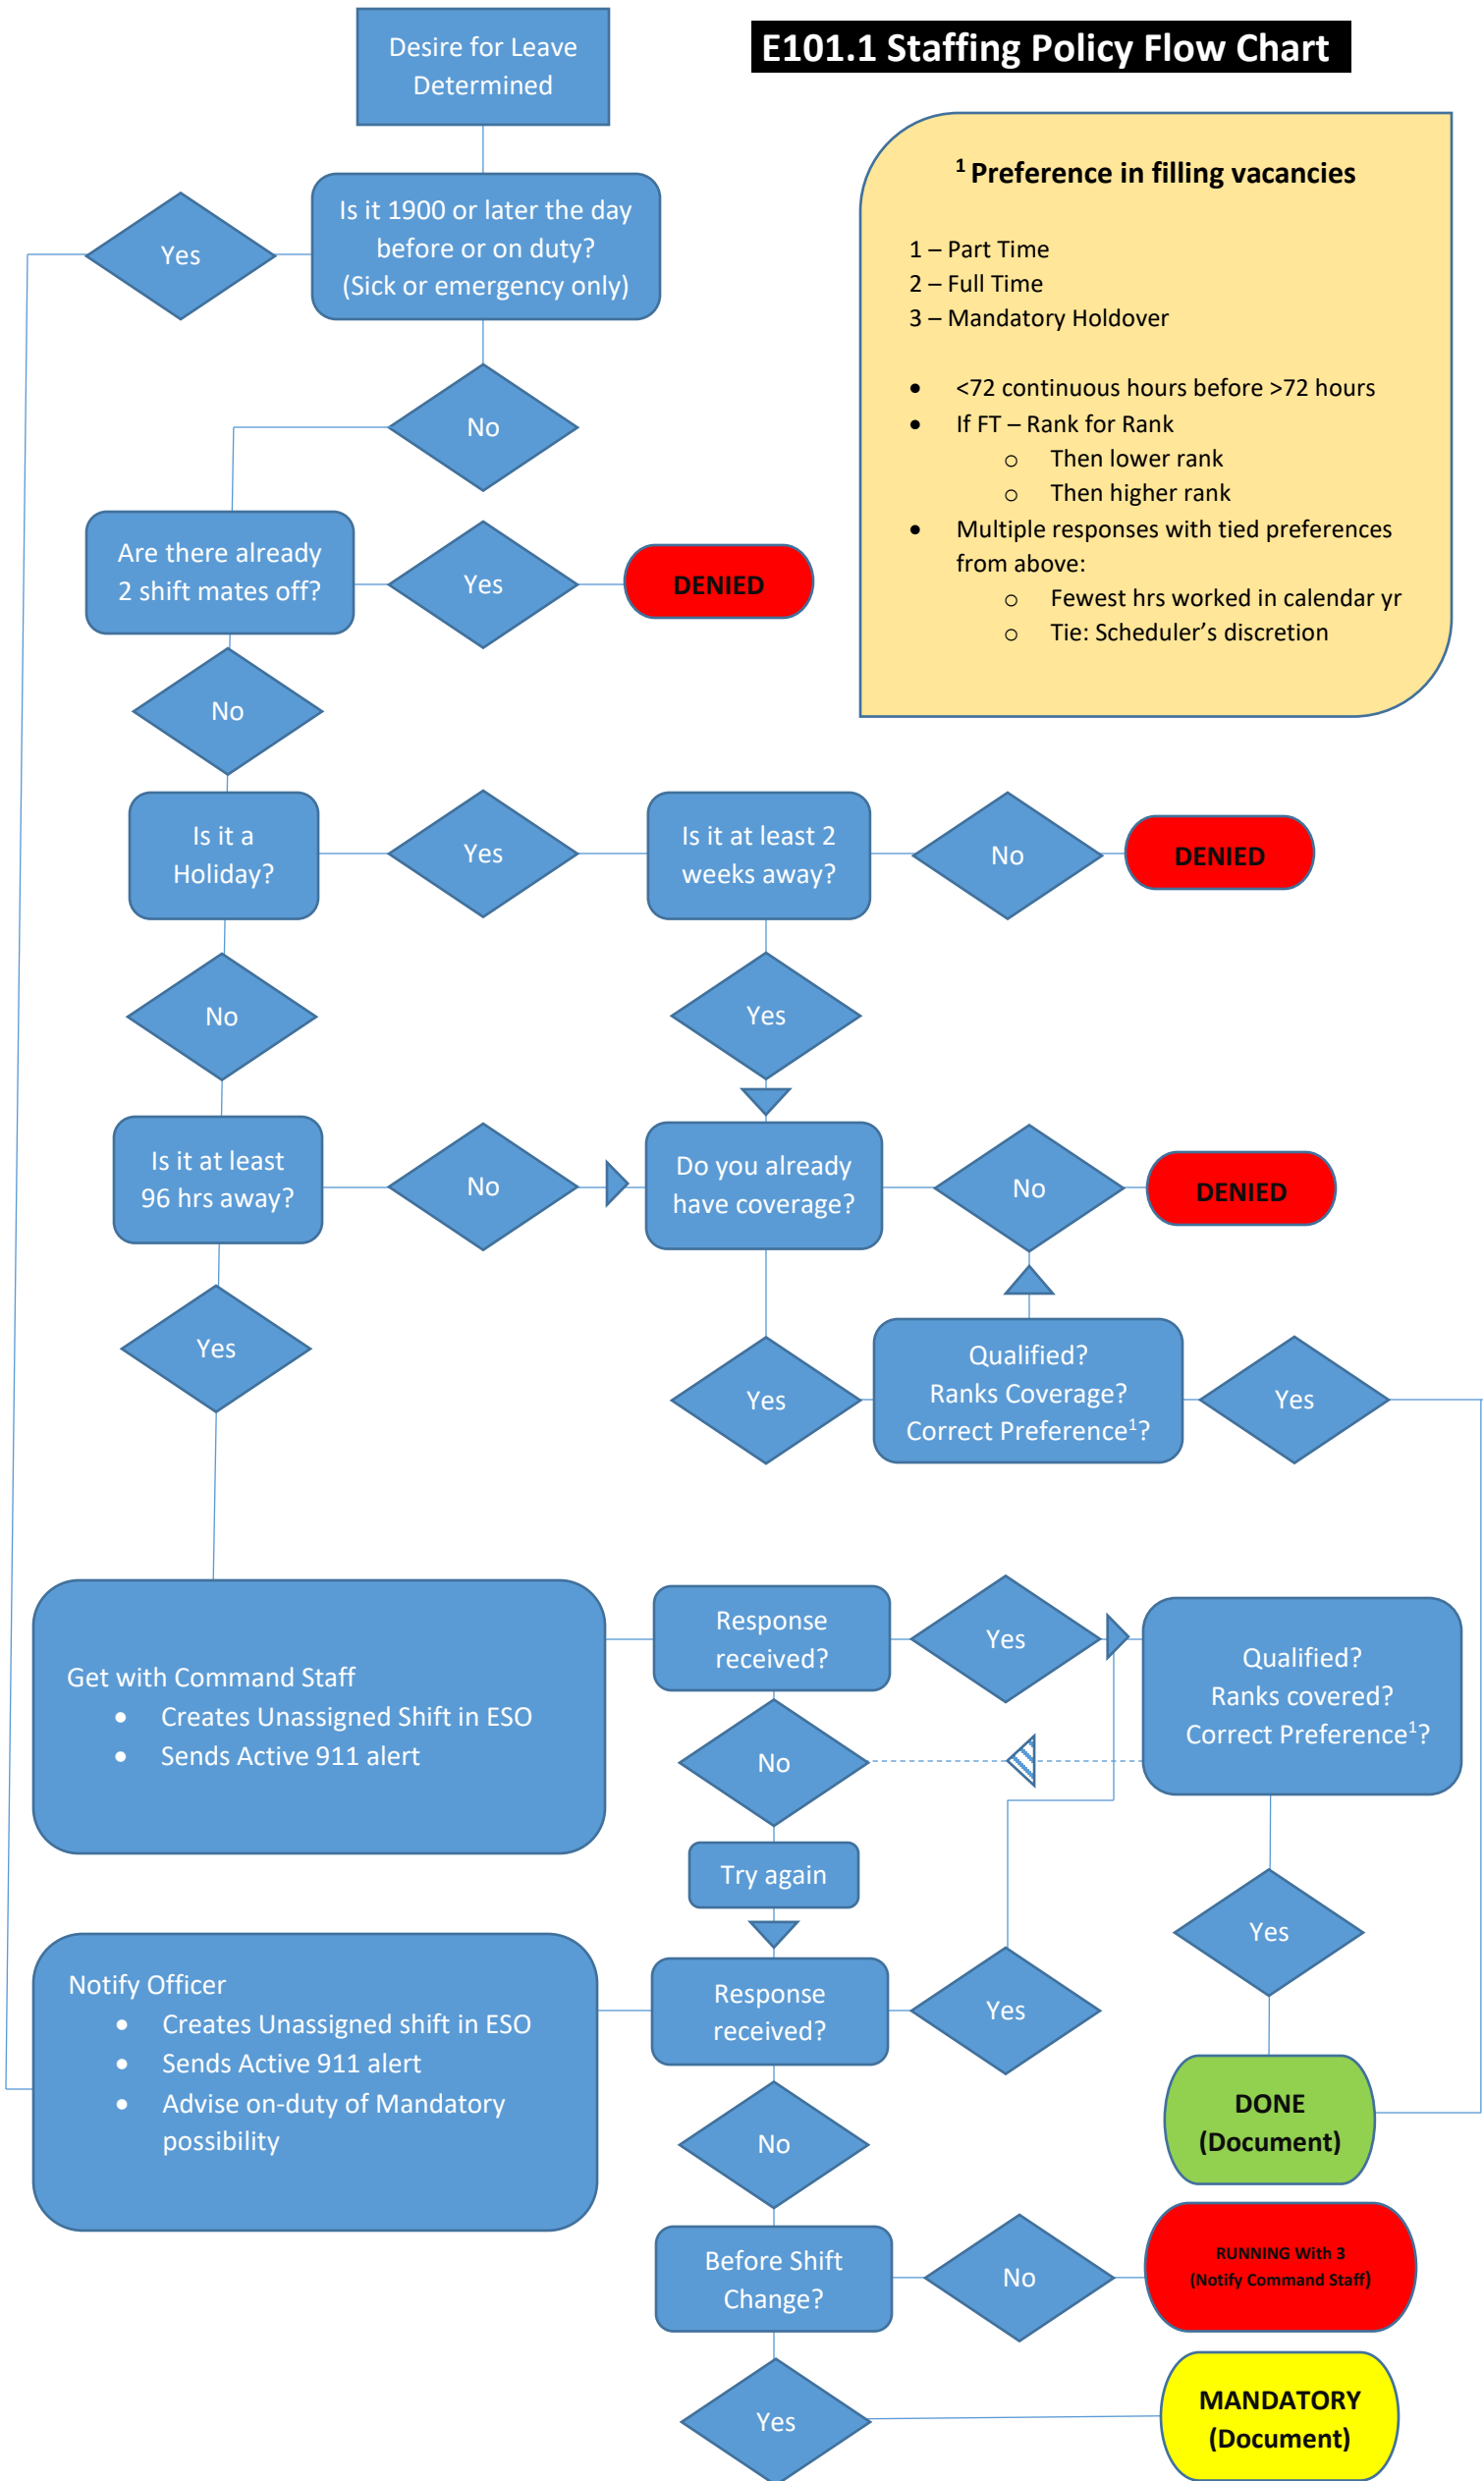 E101.1 Staffing Policy Flow Chart
Desire for Leave
Determined
Is it 1900 or later the day
before or on duty?
(Sick or emergency only)
Yes
No
¹ Preference in filling vacancies
1 – Part Time
2 – Full Time
3 – Mandatory Holdover
• <72 continuous hours before >72 hours
• If FT – Rank for Rank
o Then lower rank
o Then higher rank
• Multiple responses with tied preferences
from above:
o Fewest hrs worked in calendar yr
o Tie: Scheduler’s discretion
Are there already
2 shift mates off?
Yes
DENIED
No
Is it a
Holiday?
Yes
Is it at least 2
weeks away?
No
DENIED
No
Yes
Is it at least
96 hrs away?
No
Do you already
have coverage?
No
DENIED
Yes
Yes
Qualified?
Ranks Coverage?
Correct Preference¹?
Yes
Get with Command Staff
• Creates Unassigned Shift in ESO
• Sends Active 911 alert
Response
received?
Yes
Qualified?
Ranks covered?
Correct Preference¹?
No
Try again
Yes
Notify Officer
• Creates Unassigned shift in ESO
• Sends Active 911 alert
• Advise on-duty of Mandatory
possibility
Response
received?
Yes
DONE
(Document)
No
Before Shift
Change?
No
RUNNING With 3
(Notify Command Staff)
Yes
MANDATORY
(Document)